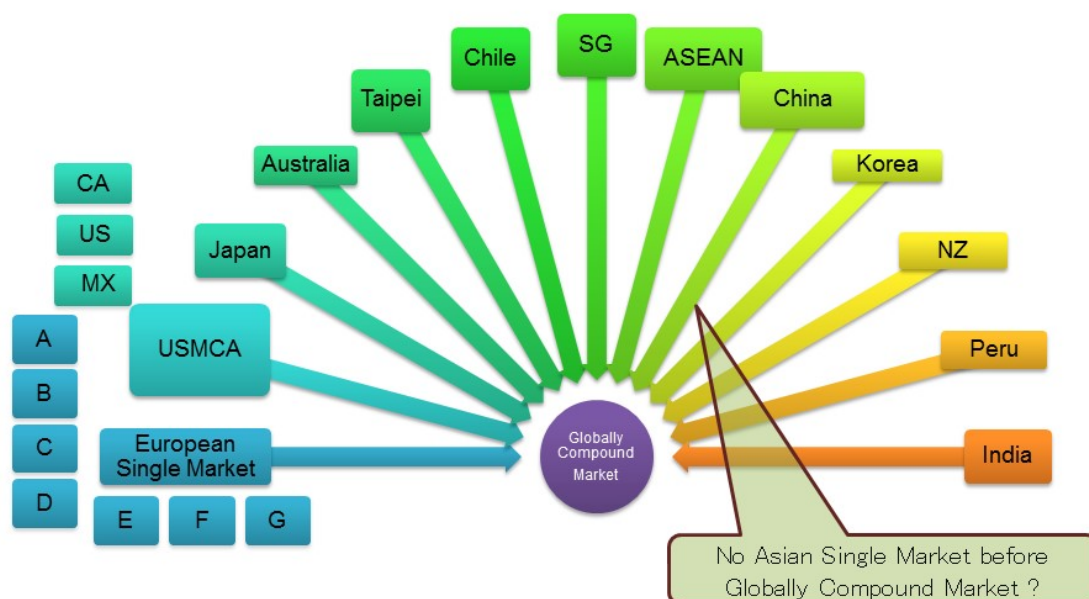 SG
Chile
ASEAN
Taipei
China
Australia
Korea
CA
US
MX
Japan
NZ
A
B
C
D
USMCA
Peru
European
Single Market
Globally
Compound
Market
India
E
F
G
No Asian Single Market before
Globally Compound Market ?